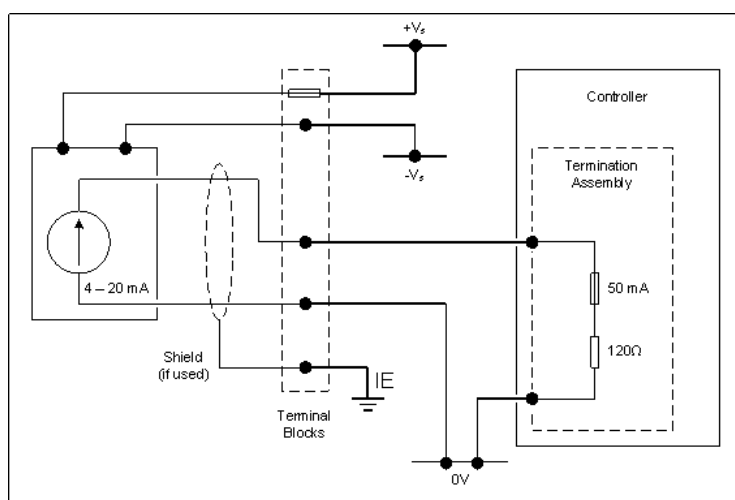 +Vs
Controller
-Vs
Termination
Assembly
4 – 20 mA
50 mA
120Ω
Shield
(if used)
IE
Terminal
Blocks
0V